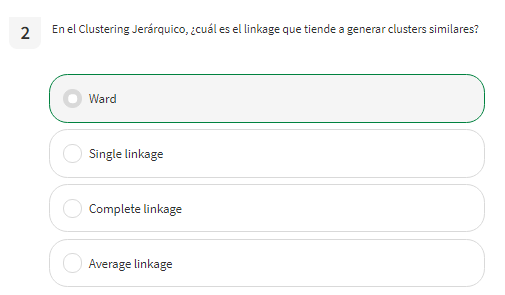 2
En el Clustering Jerárquico, ¿cuál es el linkage que tiende a generar clusters similares?
Ward
Single linkage
Complete linkage
Average linkage